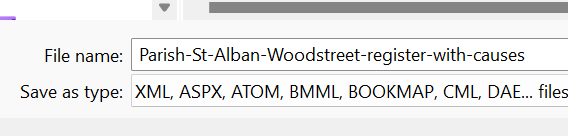 File name: Parish-St-Alban-Woodstreet-register-with-causes
Save as type: XML, ASPX, ATOM, BMML, BOOKMAP, CML, DAE... files